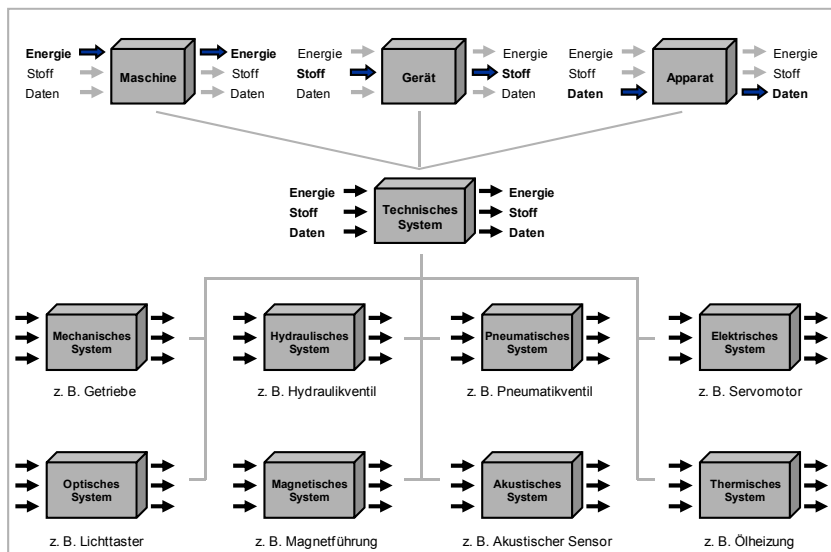 Energie
Stoff
Daten
Maschine
Energie
Stoff
Daten
Energie
Stoff
Daten
Gerät
Energie
Stoff
Daten
Energie
Stoff
Daten
Apparat
Energie
Stoff
Daten
Energie
Stoff
Daten
Technisches
System
Energie
Stoff
Daten
Mechanisches
System
z. B. Getriebe
Hydraulisches
System
z. B. Hydraulikventil
Pneumatisches
System
z. B. Pneumatikventil
Elektrisches
System
z. B. Servomotor
Optisches
System
z. B. Lichttaster
Magnetisches
System
z. B. Magnetführung
Akustisches
System
z. B. Akustischer Sensor
Thermisches
System
z. B. Ölheizung